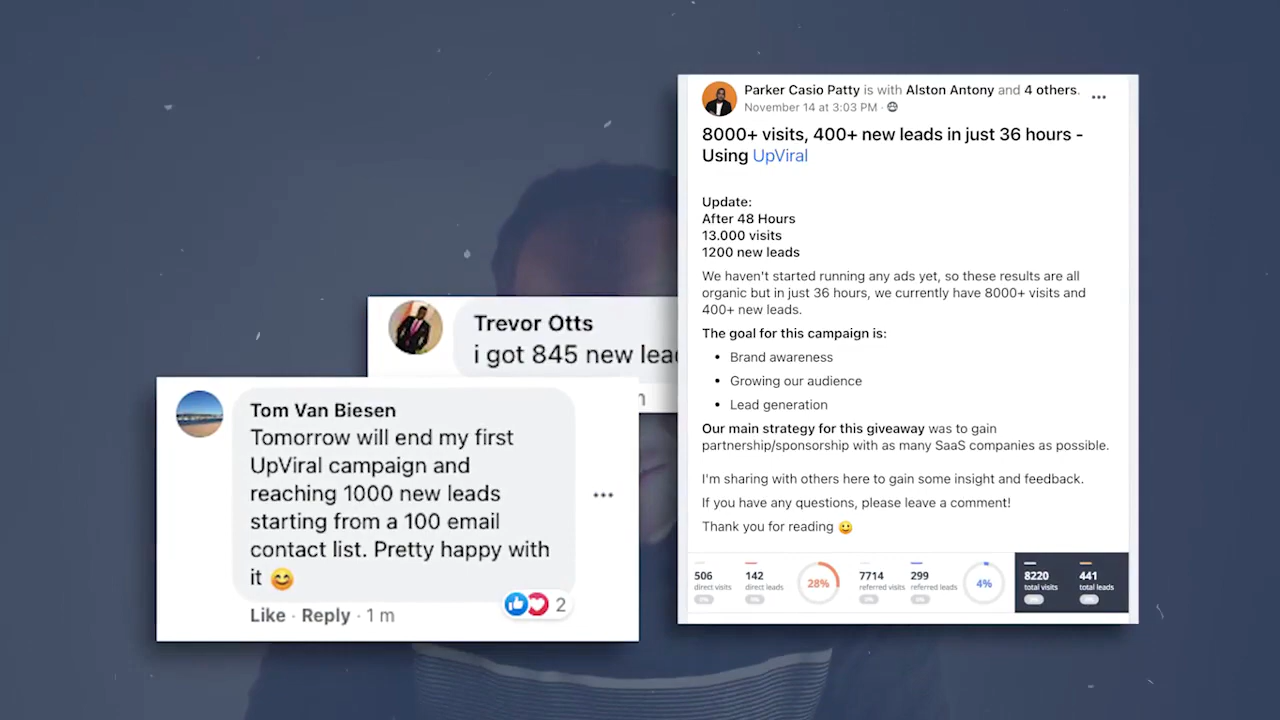 Parker Casio Patty is with Alston Antony and 4 others.
November 14 at 3:03 PM ·
8000+ visits, 400+ new leads in just 36 hours -
Using UpViral
Update:
After 48 Hours
13.000 visits
1200 new leads
We haven't started running any ads yet, so these results are all
organic but in just 36 hours, we currently have 8000+ visits and
400+ new leads.
The goal for this campaign is:
• Brand awareness
• Growing our audience
• Lead generation
Our main strategy for this giveaway was to gain
partnership/sponsorship with as many SaaS companies as possible.
I'm sharing with others here to gain some insight and feedback.
If you have any questions, please leave a comment!
Thank you for reading 😀
506 142 28% 7714 299 4% 8220 441
direct visits direct leads referred visits referred leads total visits total leads
Trevor Otts
i got 845 new
Tom Van Biesen
Tomorrow will end my first
UpViral campaign and
reaching 1000 new leads
starting from a 100 email
contact list. Pretty happy with
it 😊
Like · Reply · 1 m
2